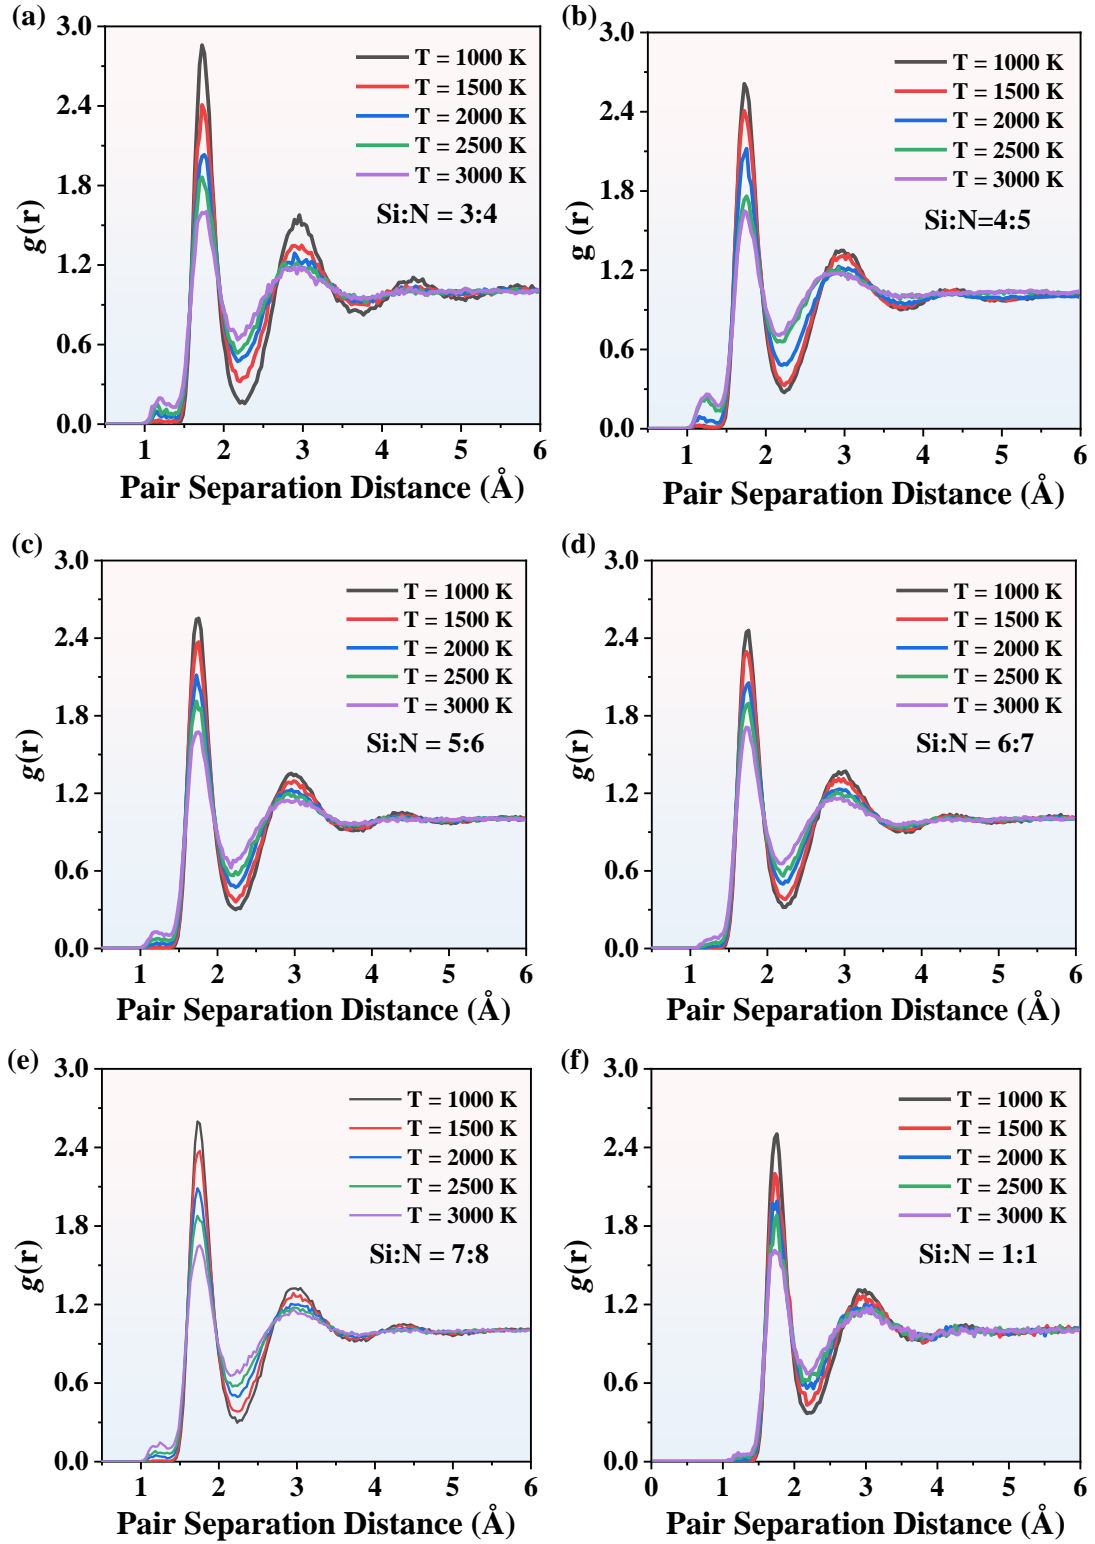 (a)
3.0
2.4
1.8
1.2
0.6
0.0
g(r)
T = 1000 K
T = 1500 K
T = 2000 K
T = 2500 K
T = 3000 K
Si:N = 3:4
1 2 3 4 5 6
Pair Separation Distance (Å)
(b)
3.0
2.4
1.8
1.2
0.6
0.0
g (r)
T = 1000 K
T = 1500 K
T = 2000 K
T = 2500 K
T = 3000 K
Si:N=4:5
1 2 3 4 5 6
Pair Separation Distance (Å)
(c)
3.0
2.4
1.8
1.2
0.6
0.0
g(r)
T = 1000 K
T = 1500 K
T = 2000 K
T = 2500 K
T = 3000 K
Si:N = 5:6
1 2 3 4 5 6
Pair Separation Distance (Å)
(d)
3.0
2.4
1.8
1.2
0.6
0.0
g(r)
T = 1000 K
T = 1500 K
T = 2000 K
T = 2500 K
T = 3000 K
Si:N = 6:7
1 2 3 4 5 6
Pair Separation Distance (Å)
(e)
3.0
2.4
1.8
1.2
0.6
0.0
g(r)
T = 1000 K
T = 1500 K
T = 2000 K
T = 2500 K
T = 3000 K
Si:N = 7:8
1 2 3 4 5 6
Pair Separation Distance (Å)
(f)
3.0
2.4
1.8
1.2
0.6
0.0
g(r)
T = 1000 K
T = 1500 K
T = 2000 K
T = 2500 K
T = 3000 K
Si:N = 1:1
0 1 2 3 4 5 6
Pair Separation Distance (Å)